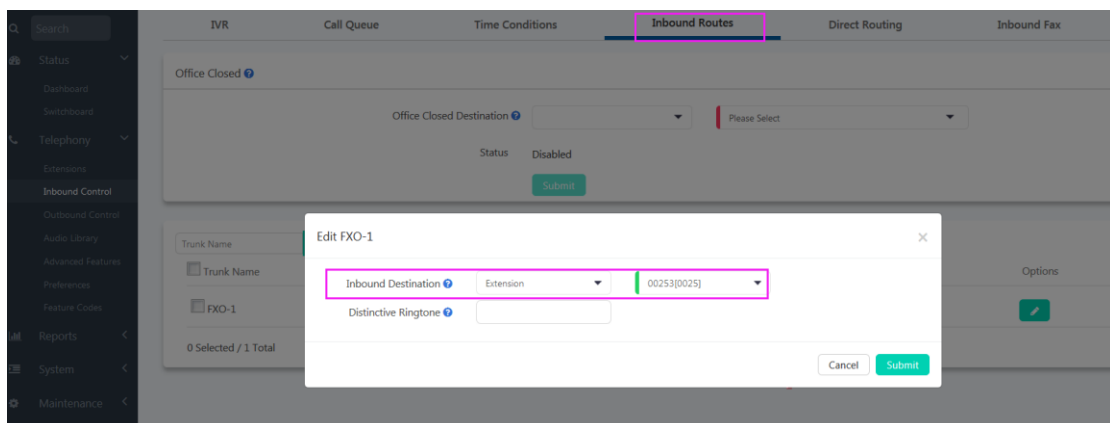 IVR Call Queue Time Conditions Inbound Routes Direct Routing Inbound Fax
Search
Status
Dashboard
Switchboard
Telephony
Extensions
Inbound Control
Outbound Control
Audio Library
Advanced Features
Preferences
Feature Codes
Reports
System
Maintenance
Office Closed
Office Closed Destination Please Select
Status Disabled
Submit
Trunk Name
Trunk Name Options
FXO-1
0 Selected / 1 Total
Edit FXO-1
Inbound Destination Extension 00253[0025]
Distinctive Ringtone
Cancel Submit